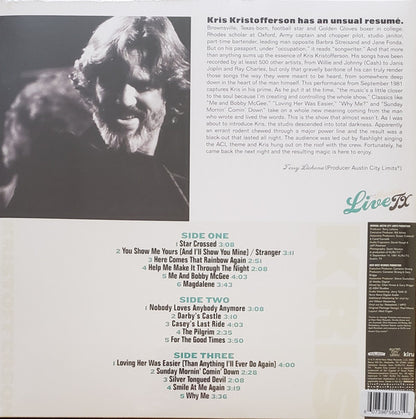 Kris Kristofferson has an unsual resumé.
Brownsville, Texas born, football star and Golden Gloves boxer in college,
Rhodes scholar at Oxford, Army captain and chopper pilot, studio janitor,
part-time bartender, leading man opposite Barbra Streisand and Jane Fonda.
But on his passport, under "occupation," it reads "songwriter." And that more
than anything sums up the essence of Kris Kristofferson. His songs have been
recorded by at least 500 other artists, from Willie and Johnny (Cash) to Janis
Joplin and Ray Charles, but only that gravelly baritone of his can truly render
those songs the way they were meant to be heard, from somewhere deep
down in the heart of the man himself. This performance from September 1981
captures Kris in his prime. As he put it at the time, "the music's a little closer
to the soul because I'm creating and controlling the whole show." Classics like
"Me and Bobby McGee," "Loving Her Was Easier," "Why Me?" and "Sunday
Mornin' Comin' Down" take on a whole new meaning coming from the man
who wrote and lived the words. This is the show that almost wasn't. As I was
about to introduce Kris, the studio descended into total darkness. Apparently
an errant rodent chewed through a major power line and the result was a
black-out that lasted all night. The audience was led out by flashlight singing
the ACL theme and Kris hung out on the roof with the crew. Fortunately, he
came back the next night and the resulting magic is here to enjoy.
Terry Lickona (Producer Austin City Limits®)
Live TX
SIDE ONE
1 Star Crossed 3:08
2 You Show Me Yours (And I'll Show You Mine) / Stranger 3:11
3 Here Comes That Rainbow Again 2:50
4 Help Me Make It Through The Night 2:20
5 Me And Bobby McGee 4:03
6 Magdalene 3:43
SIDE TWO
1 Nobody Loves Anybody Anymore 3:08
2 Darby's Castle 3:10
3 Casey's Last Ride 4:03
4 The Pilgrim 2:35
5 For The Good Times 3:50
SIDE THREE
1 Loving Her Was Easier (Than Anything I'll Ever Do Again) 4:00
2 Sunday Mornin' Comin' Down 4:38
3 Silver Tongued Devil 4:08
4 Smile At Me Again 3:19
5 Why Me 3:36